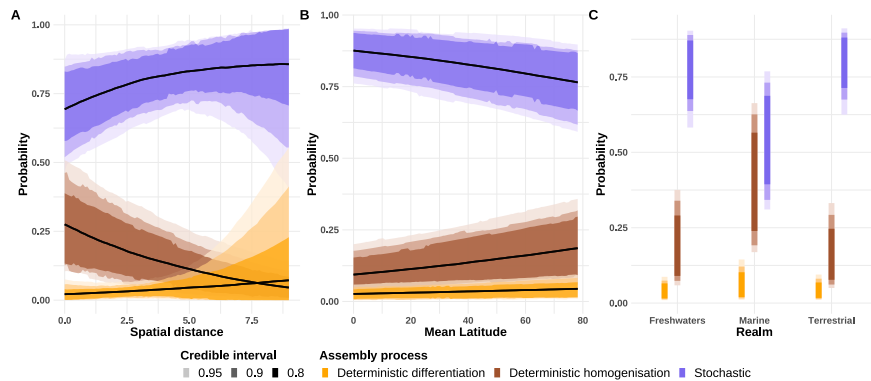 A
B
C
1.00
0.75
0.50
0.25
0.00
Probability
0.0
2.5
5.0
7.5
Spatial distance
1.00
0.75
0.50
0.25
0.00
Probability
0
20
40
60
80
Mean Latitude
0.75
0.50
0.25
0.00
Probability
Freshwaters
Marine
Terrestrial
Realm
Credible interval
0.95 0.9 0.8
Assembly process
Deterministic differentiation Deterministic homogenisation Stochastic